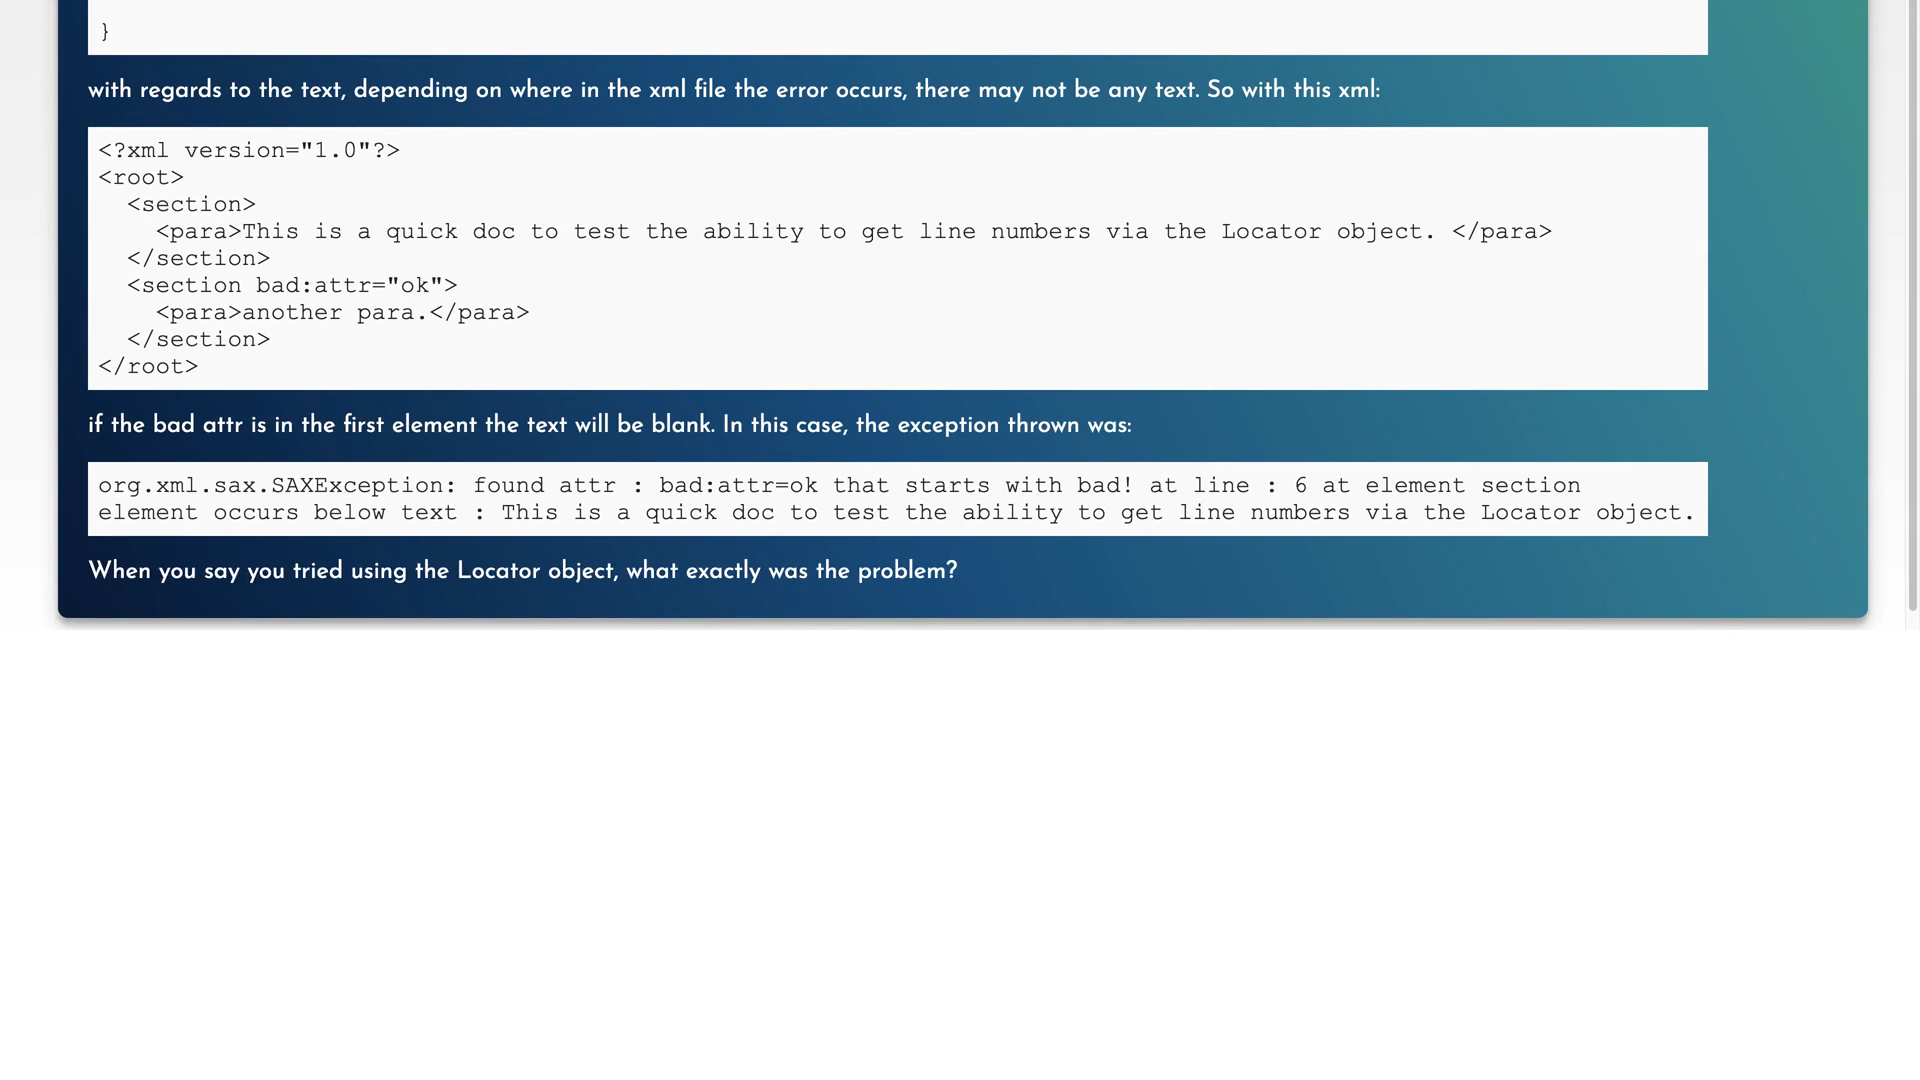 }
with regards to the text, depending on where in the xml file the error occurs, there may not be any text. So with this xml:
<?xml version="1.0"?>
<root>
  <section>
    <para>This is a quick doc to test the ability to get line numbers via the Locator object. </para>
  </section>
  <section bad:attr="ok">
    <para>another para.</para>
  </section>
</root>
if the bad attr is in the first element the text will be blank. In this case, the exception thrown was:
org.xml.sax.SAXException: found attr : bad:attr=ok that starts with bad! at line : 6 at element section
element occurs below text : This is a quick doc to test the ability to get line numbers via the Locator object.
When you say you tried using the Locator object, what exactly was the problem?